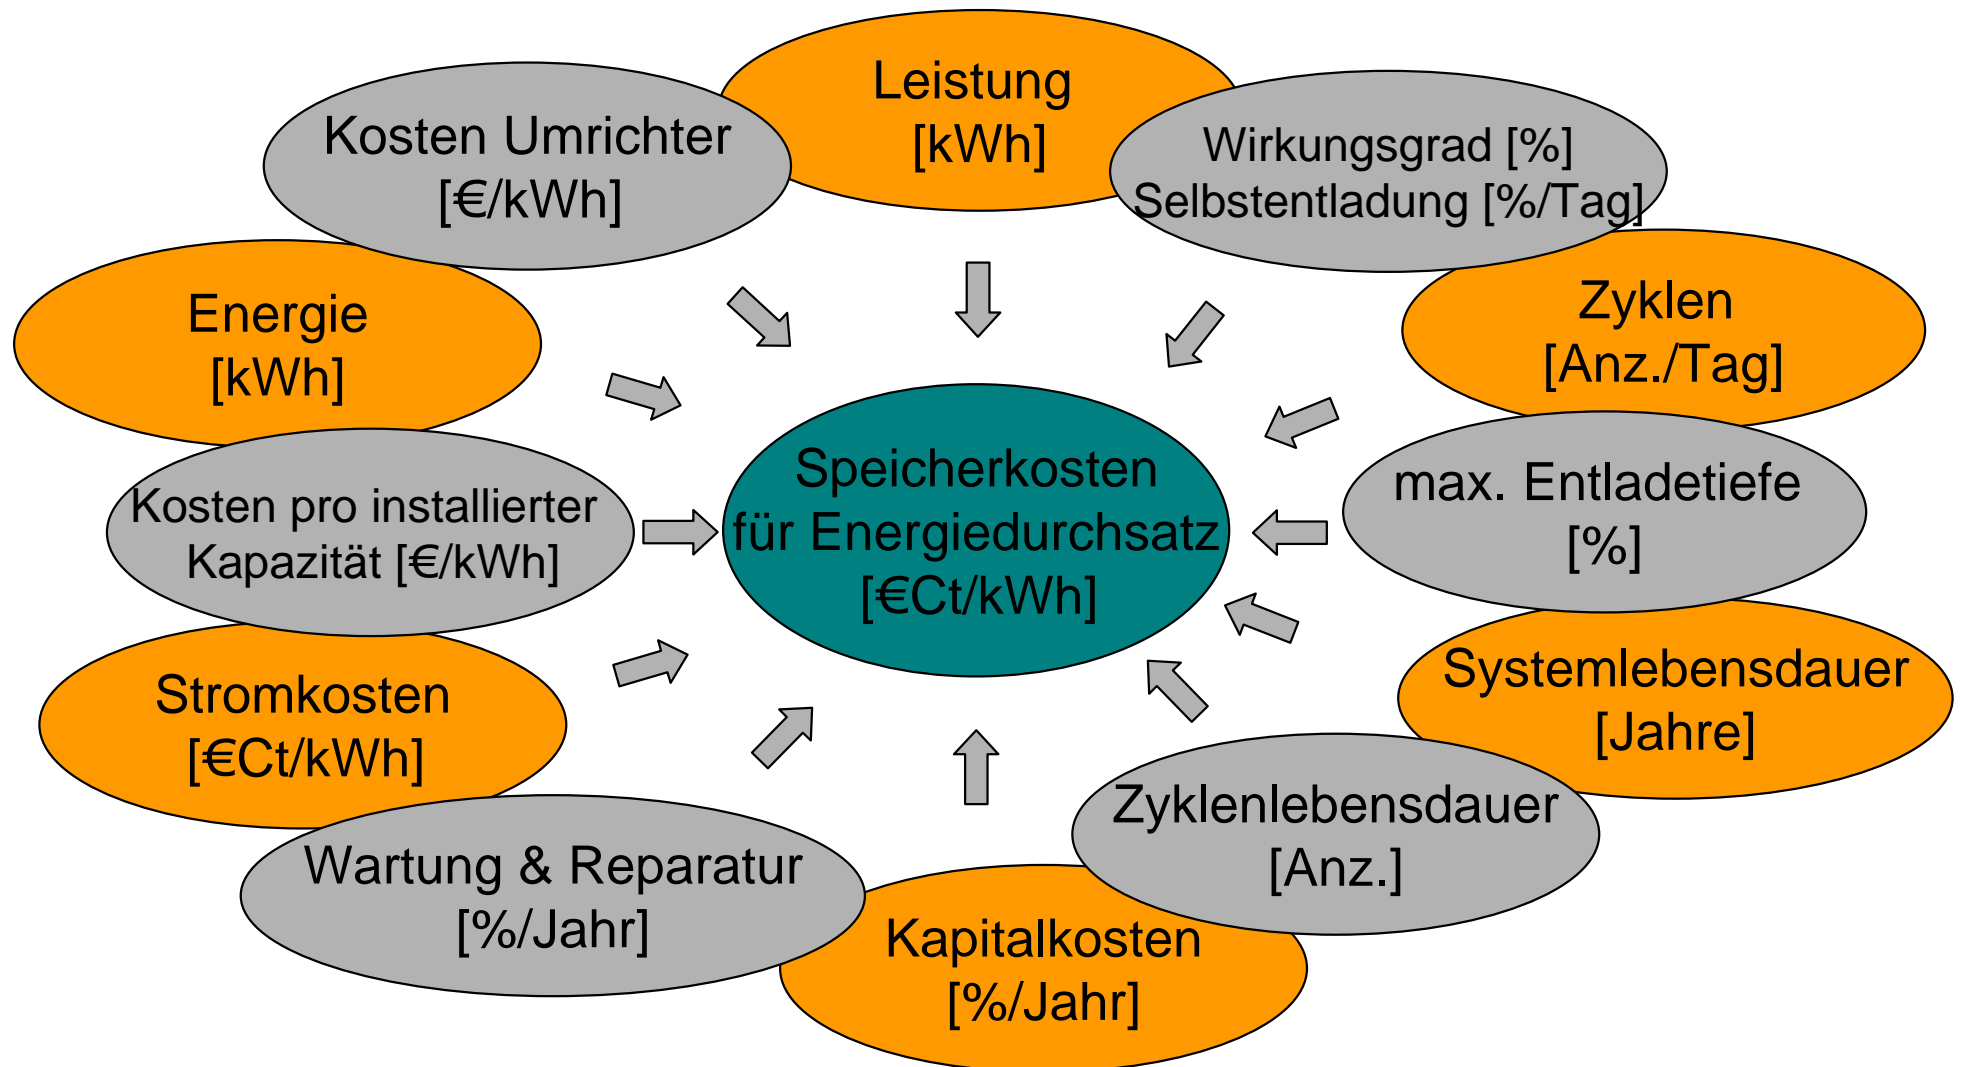 Leistung
[kWh]
Kosten Umrichter
[€/kWh]
Wirkungsgrad [%]
Selbstentladung [%/Tag]
Energie
[kWh]
Zyklen
[Anz./Tag]
Speicherkosten
für Energiedurchsatz
[€Ct/kWh]
Kosten pro installierter
Kapazität [€/kWh]
max. Entladetiefe
[%]
Stromkosten
[€Ct/kWh]
Systemlebensdauer
[Jahre]
Wartung & Reparatur
[%/Jahr]
Zyklenlebensdauer
[Anz.]
Kapitalkosten
[%/Jahr]